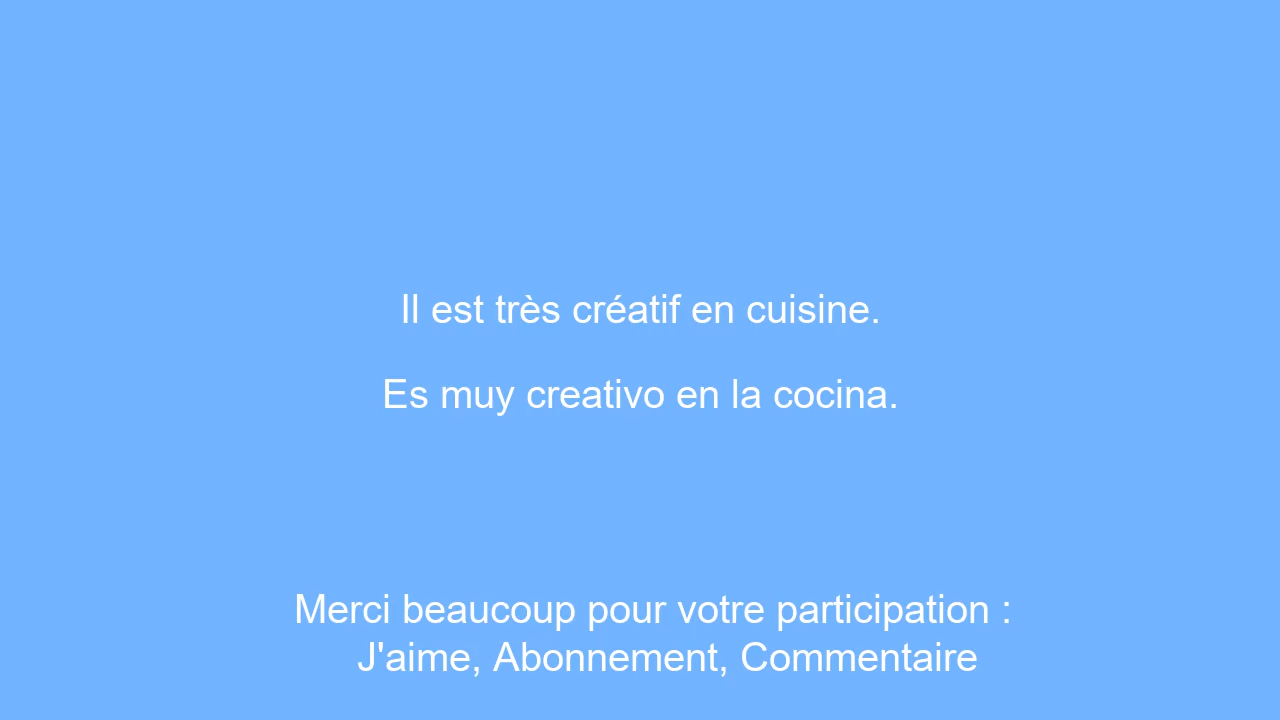 Il est très créatif en cuisine.
Es muy creativo en la cocina.
Merci beaucoup pour votre participation :
J'aime, Abonnement, Commentaire